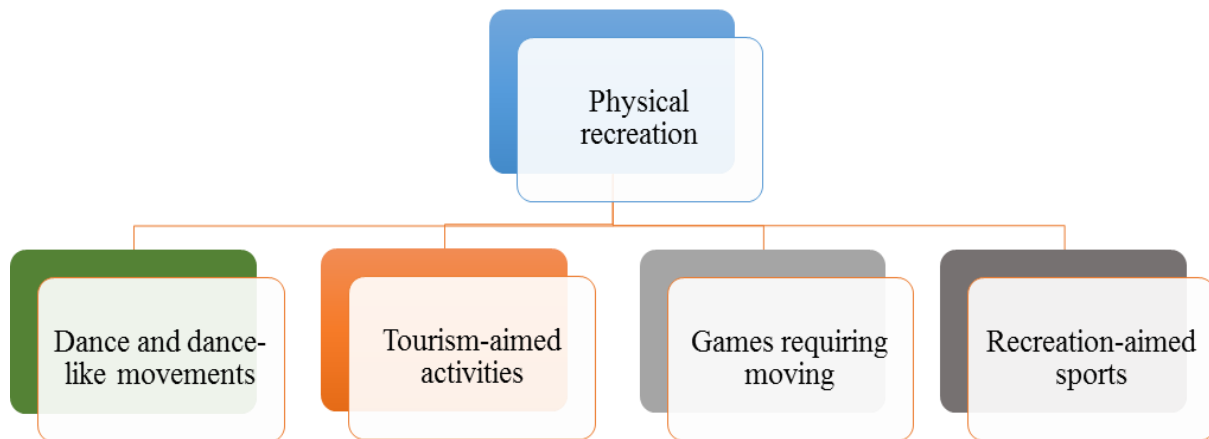 Physical
recreation
Dance and dance-
like movements
Tourism-aimed
activities
Games requiring
moving
Recreation-aimed
sports